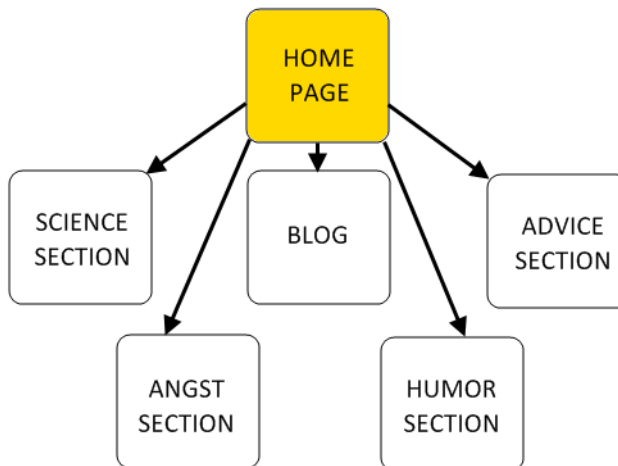 HOME
PAGE
SCIENCE
SECTION
BLOG
ADVICE
SECTION
ANGST
SECTION
HUMOR
SECTION